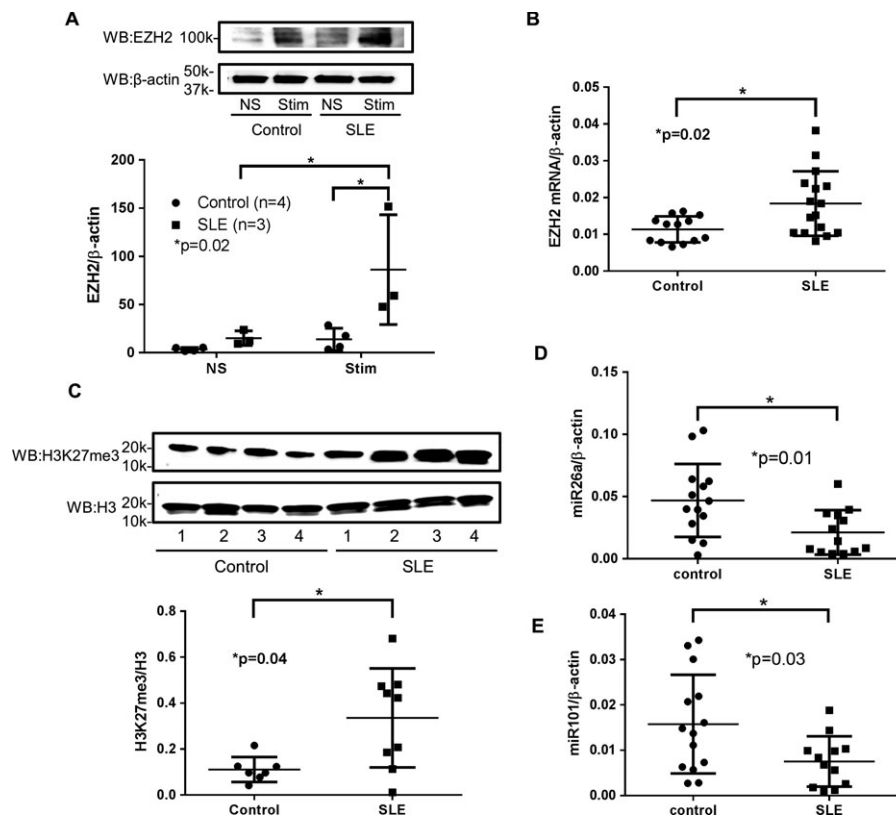 A
WB:EZH2 100k-
WB:β-actin 50k-
37k-
NS Stim NS Stim
Control SLE
EZH2/β-actin
200
150
100
50
0
*
*
Control (n=4)
SLE (n=3)
*p=0.02
NS Stim
B
EZH2 mRNA/β-actin
0.05
0.04
0.03
0.02
0.01
0.00
*
*p=0.02
Control SLE
C
WB:H3K27me3 20k-
10k-
WB:H3 20k-
10k-
1 2 3 4 1 2 3 4
Control SLE
H3K27me3/H3
0.8
0.6
0.4
0.2
0.0
*
*p=0.04
Control SLE
D
miR26a/β-actin
0.15
0.10
0.05
0.00
*
*p=0.01
control SLE
E
miR101/β-actin
0.04
0.03
0.02
0.01
0.00
*
*p=0.03
control SLE